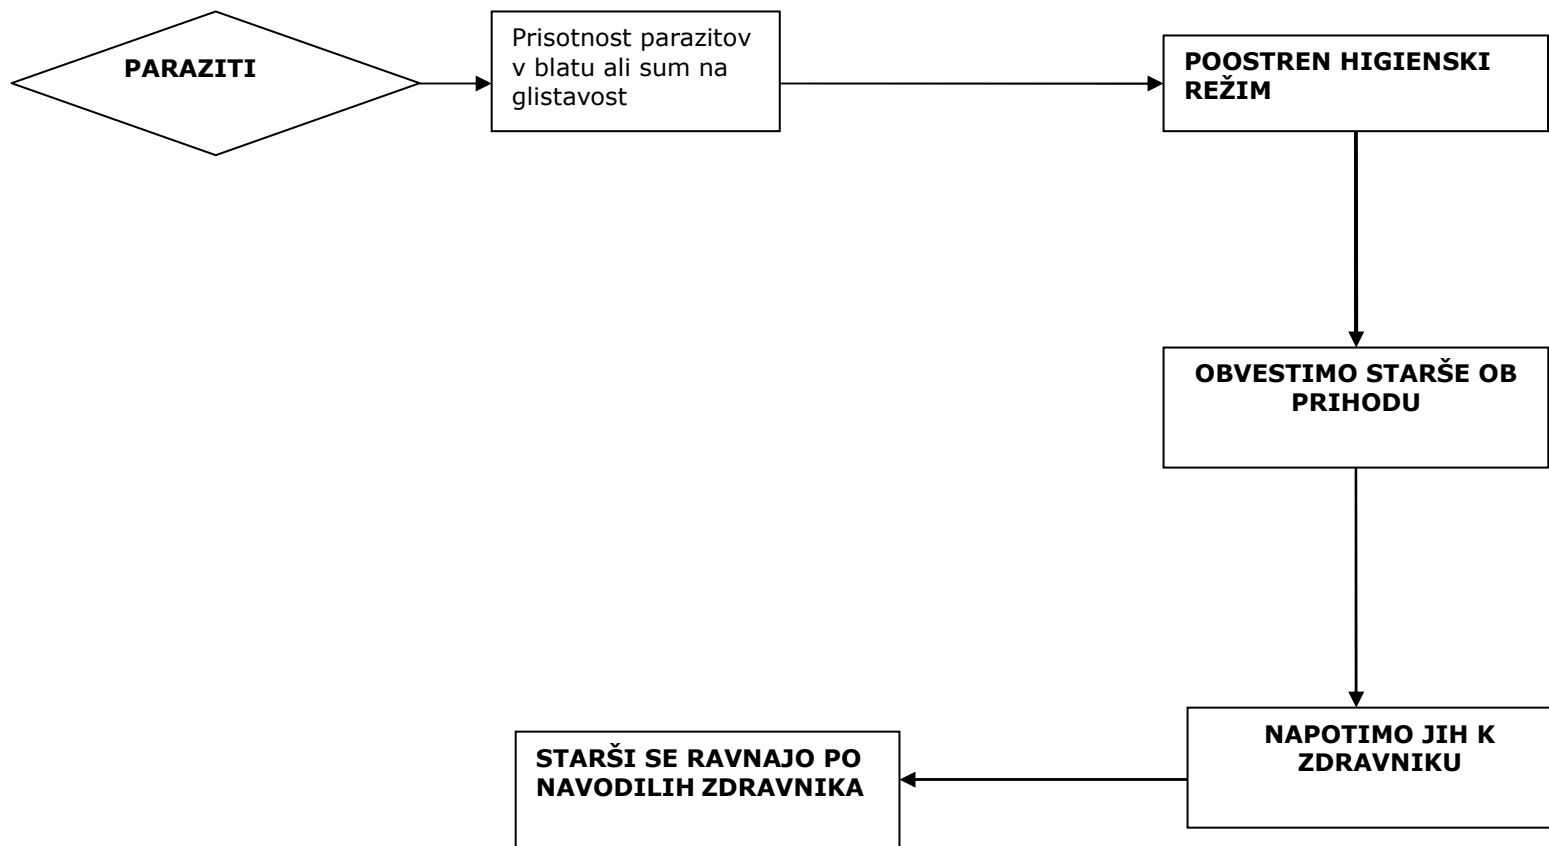 PARAZITI
Prisotnost parazitov
v blatu ali sum na
glistavost
POOSTREN HIGIENSKI
REŽIM
OBVESTIMO STARŠE OB
PRIHODU
NAPOTIMO JIH K
ZDRAVNIKU
STARŠI SE RAVNAJO PO
NAVODILIH ZDRAVNIKA